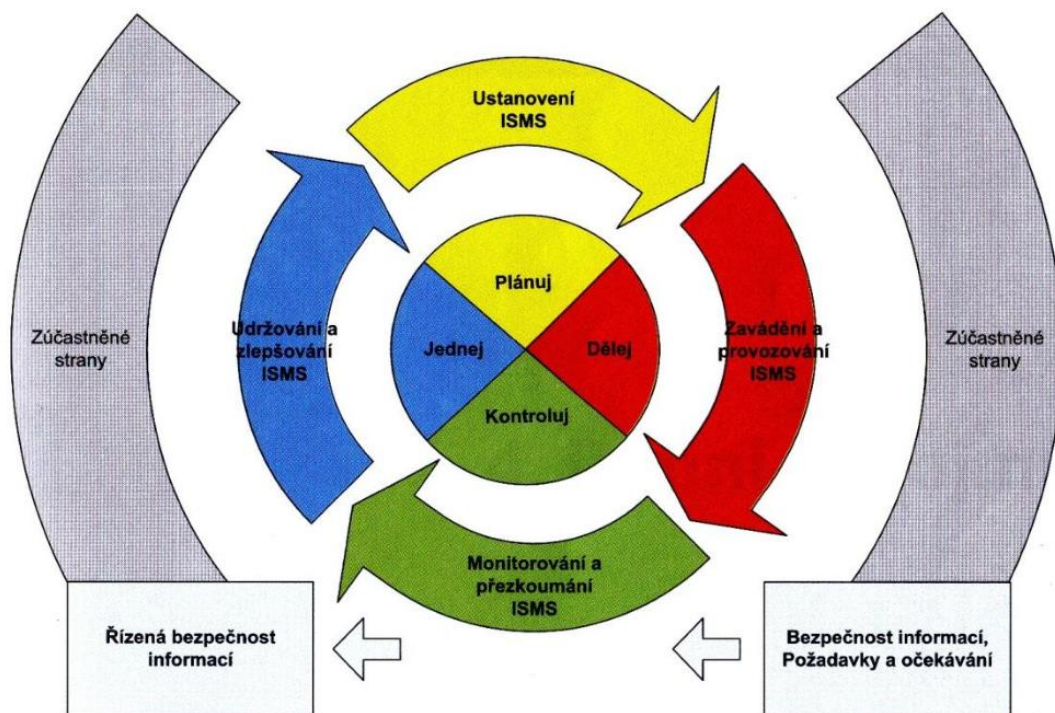 Ustanovení
ISMS
Plánuj
Zúčastněné
strany
Udržování a
zlepšování
ISMS
Jednej
Dělej
Zavádění a
provozování
ISMS
Zúčastněné
strany
Kontroluj
Monitorování a
přezkoumání
ISMS
Řízená bezpečnost
informací
Bezpečnost informací,
Požadavky a očekávání